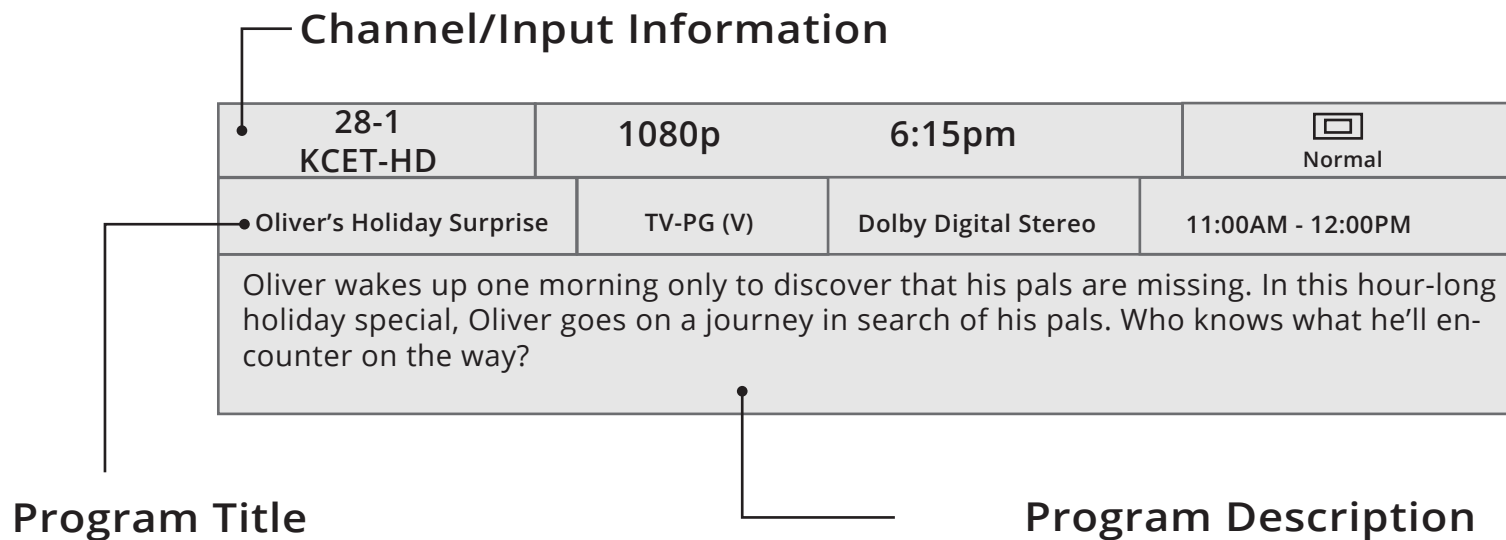 Channel/Input Information
28-1
KCET-HD
1080p
6:15pm
Normal
Oliver’s Holiday Surprise
TV-PG (V)
Dolby Digital Stereo
11:00AM - 12:00PM
Oliver wakes up one morning only to discover that his pals are missing. In this hour-long
holiday special, Oliver goes on a journey in search of his pals. Who knows what he’ll en-
counter on the way?
Program Title
Program Description